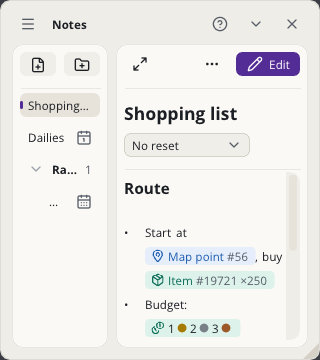 Notes
Shopping...
Dailies
Ra... 1
...
Edit
Shopping list
No reset
Route
• Start at
Map point #56 , buy
Item #19721 ×250
• Budget:
1 2 3